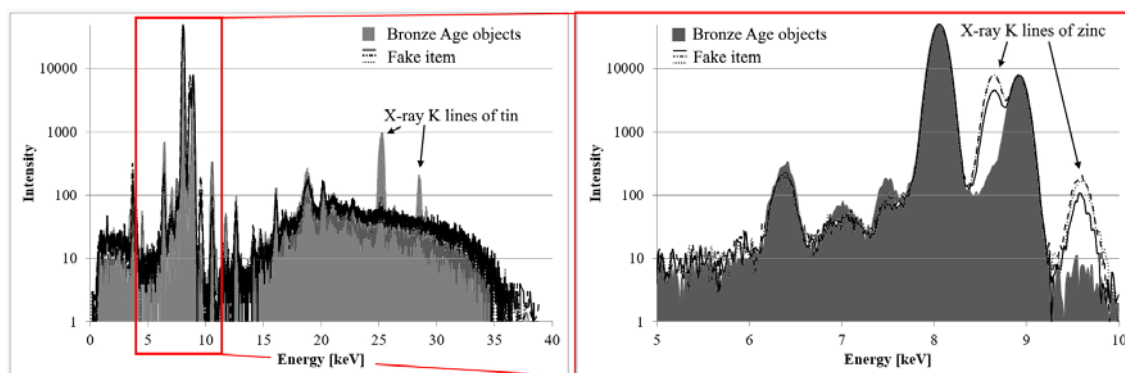 Bronze Age objects
Fake item
X-ray K lines of tin
10000
1000
100
10
1
Intensity
0 5 10 15 20 25 30 35 40
Energy [keV]
Bronze Age objects
Fake item
X-ray K lines of zinc
10000
1000
100
10
1
Intensity
5 6 7 8 9 10
Energy [keV]